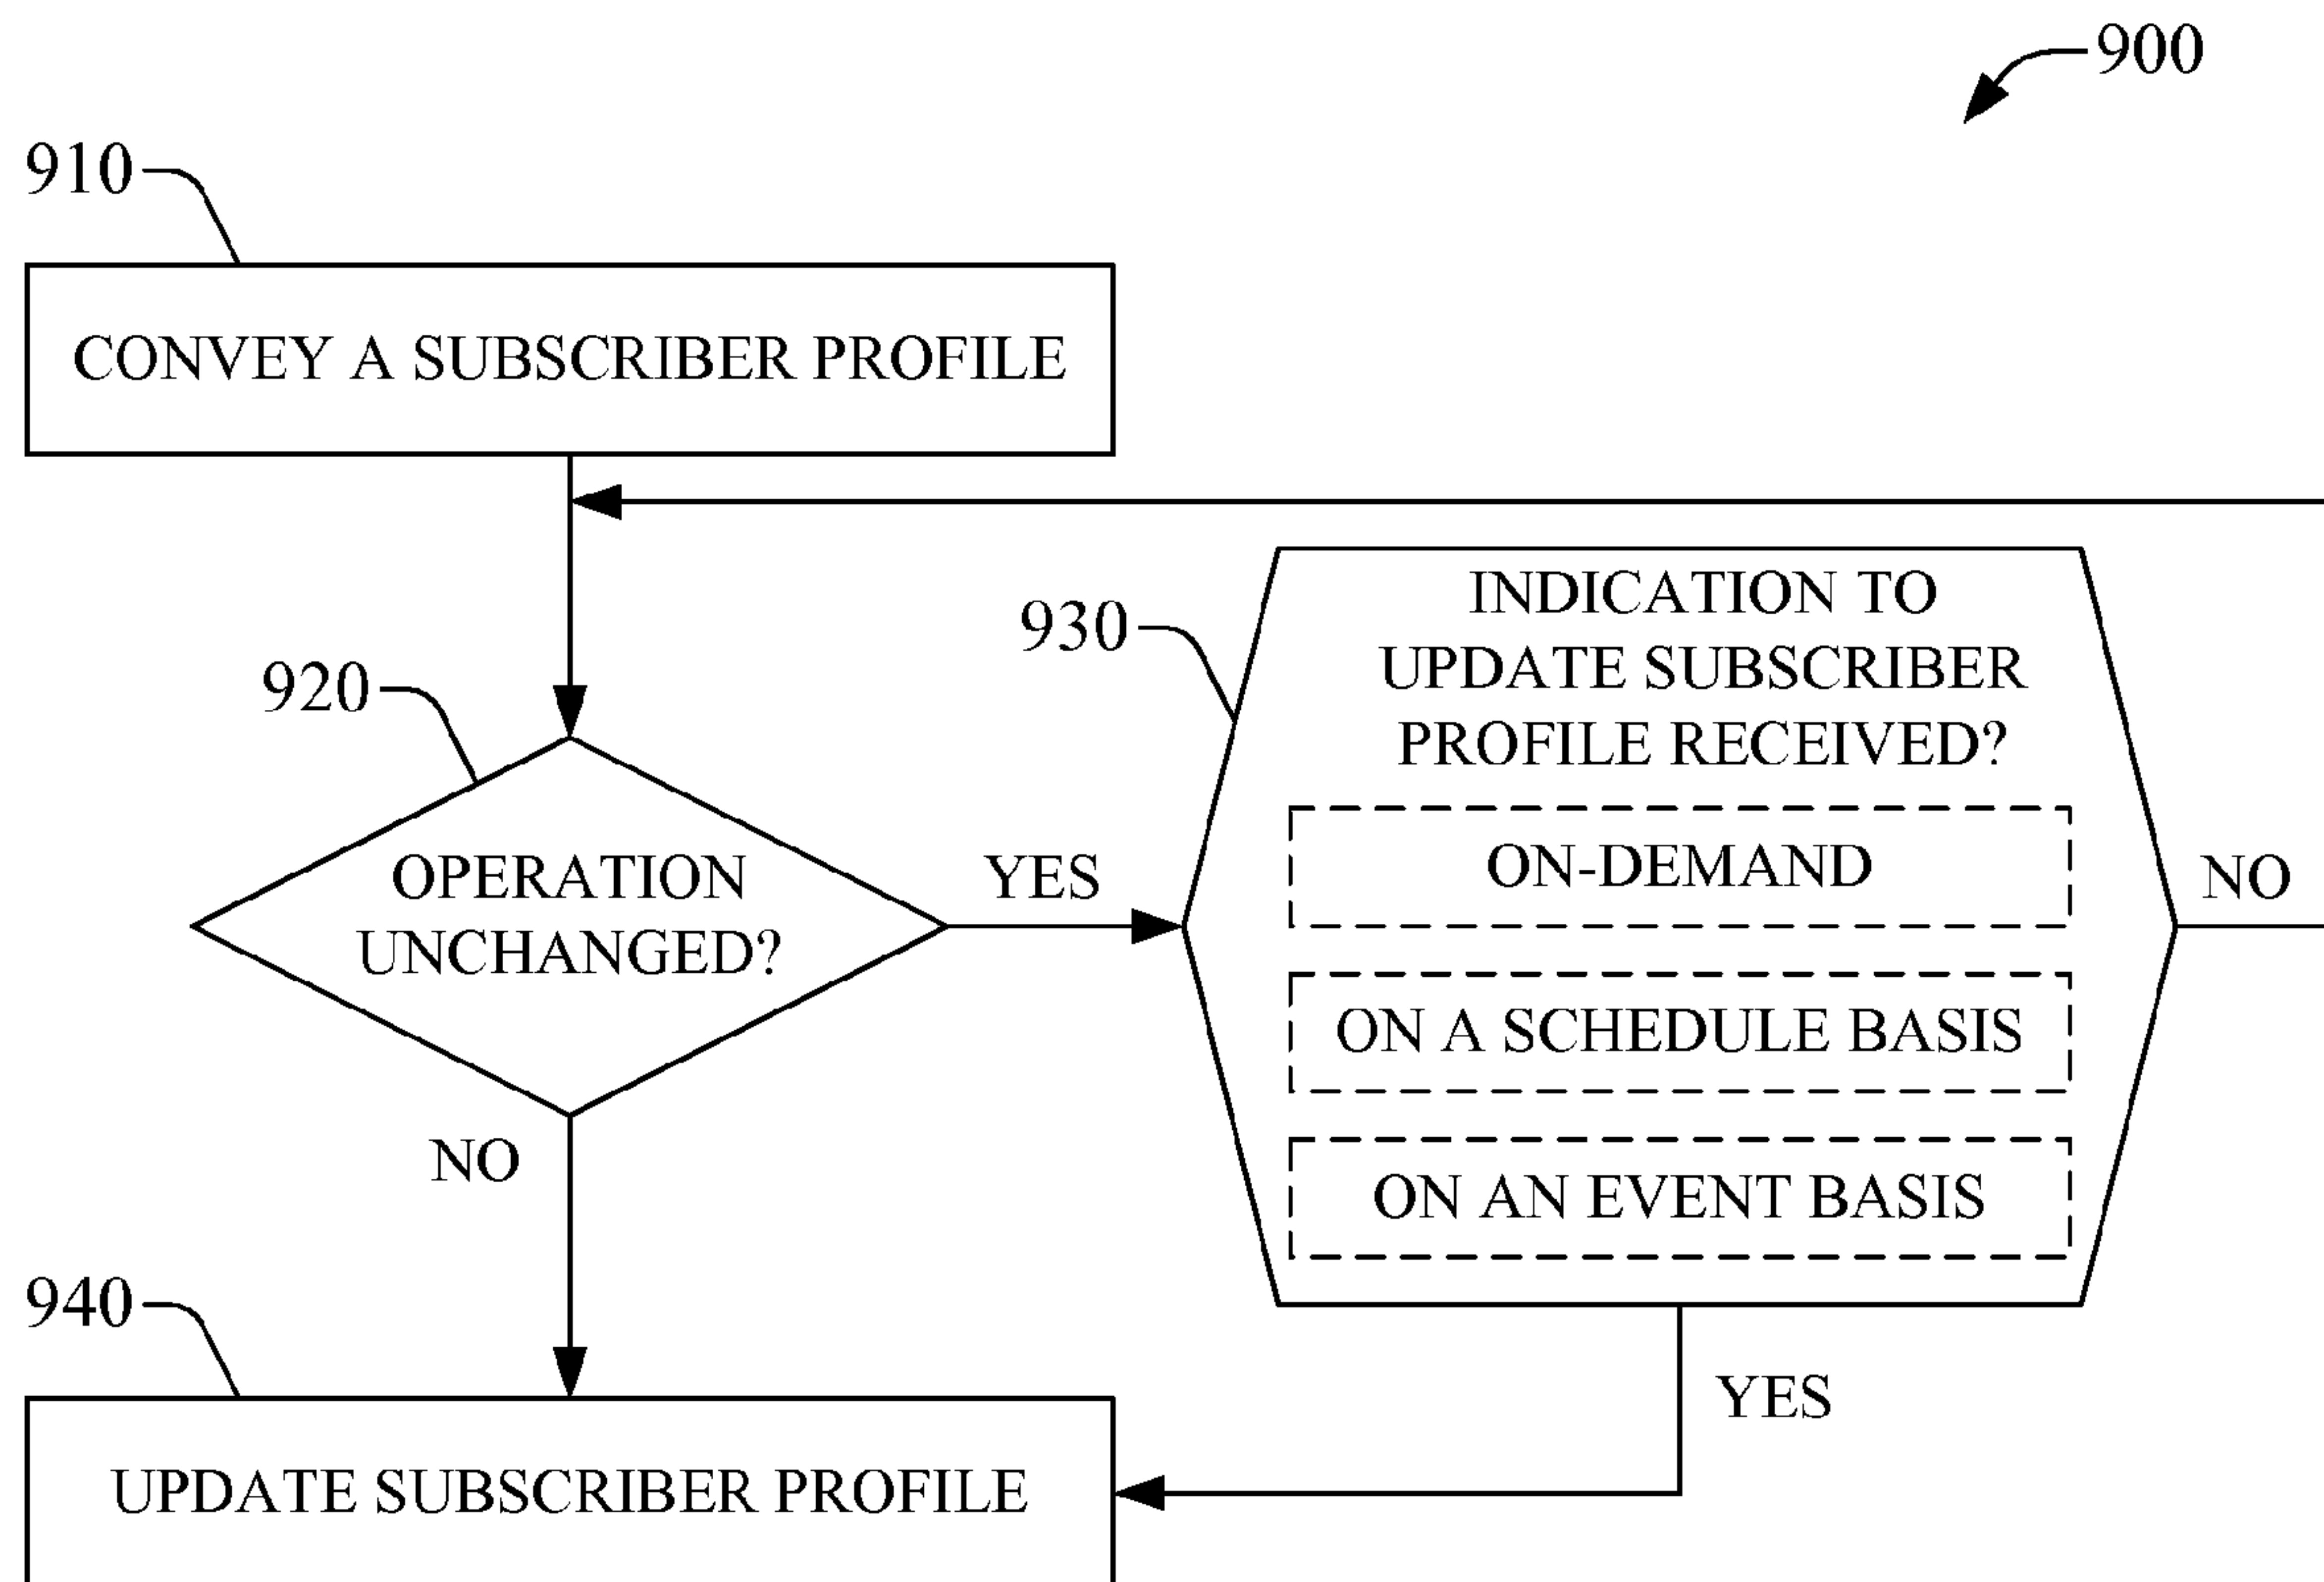 900
910
CONVEY A SUBSCRIBER PROFILE
930
INDICATION TO
UPDATE SUBSCRIBER
PROFILE RECEIVED?
920
OPERATION
UNCHANGED?
YES
ON-DEMAND
NO
ON A SCHEDULE BASIS
ON AN EVENT BASIS
NO
940
YES
UPDATE SUBSCRIBER PROFILE